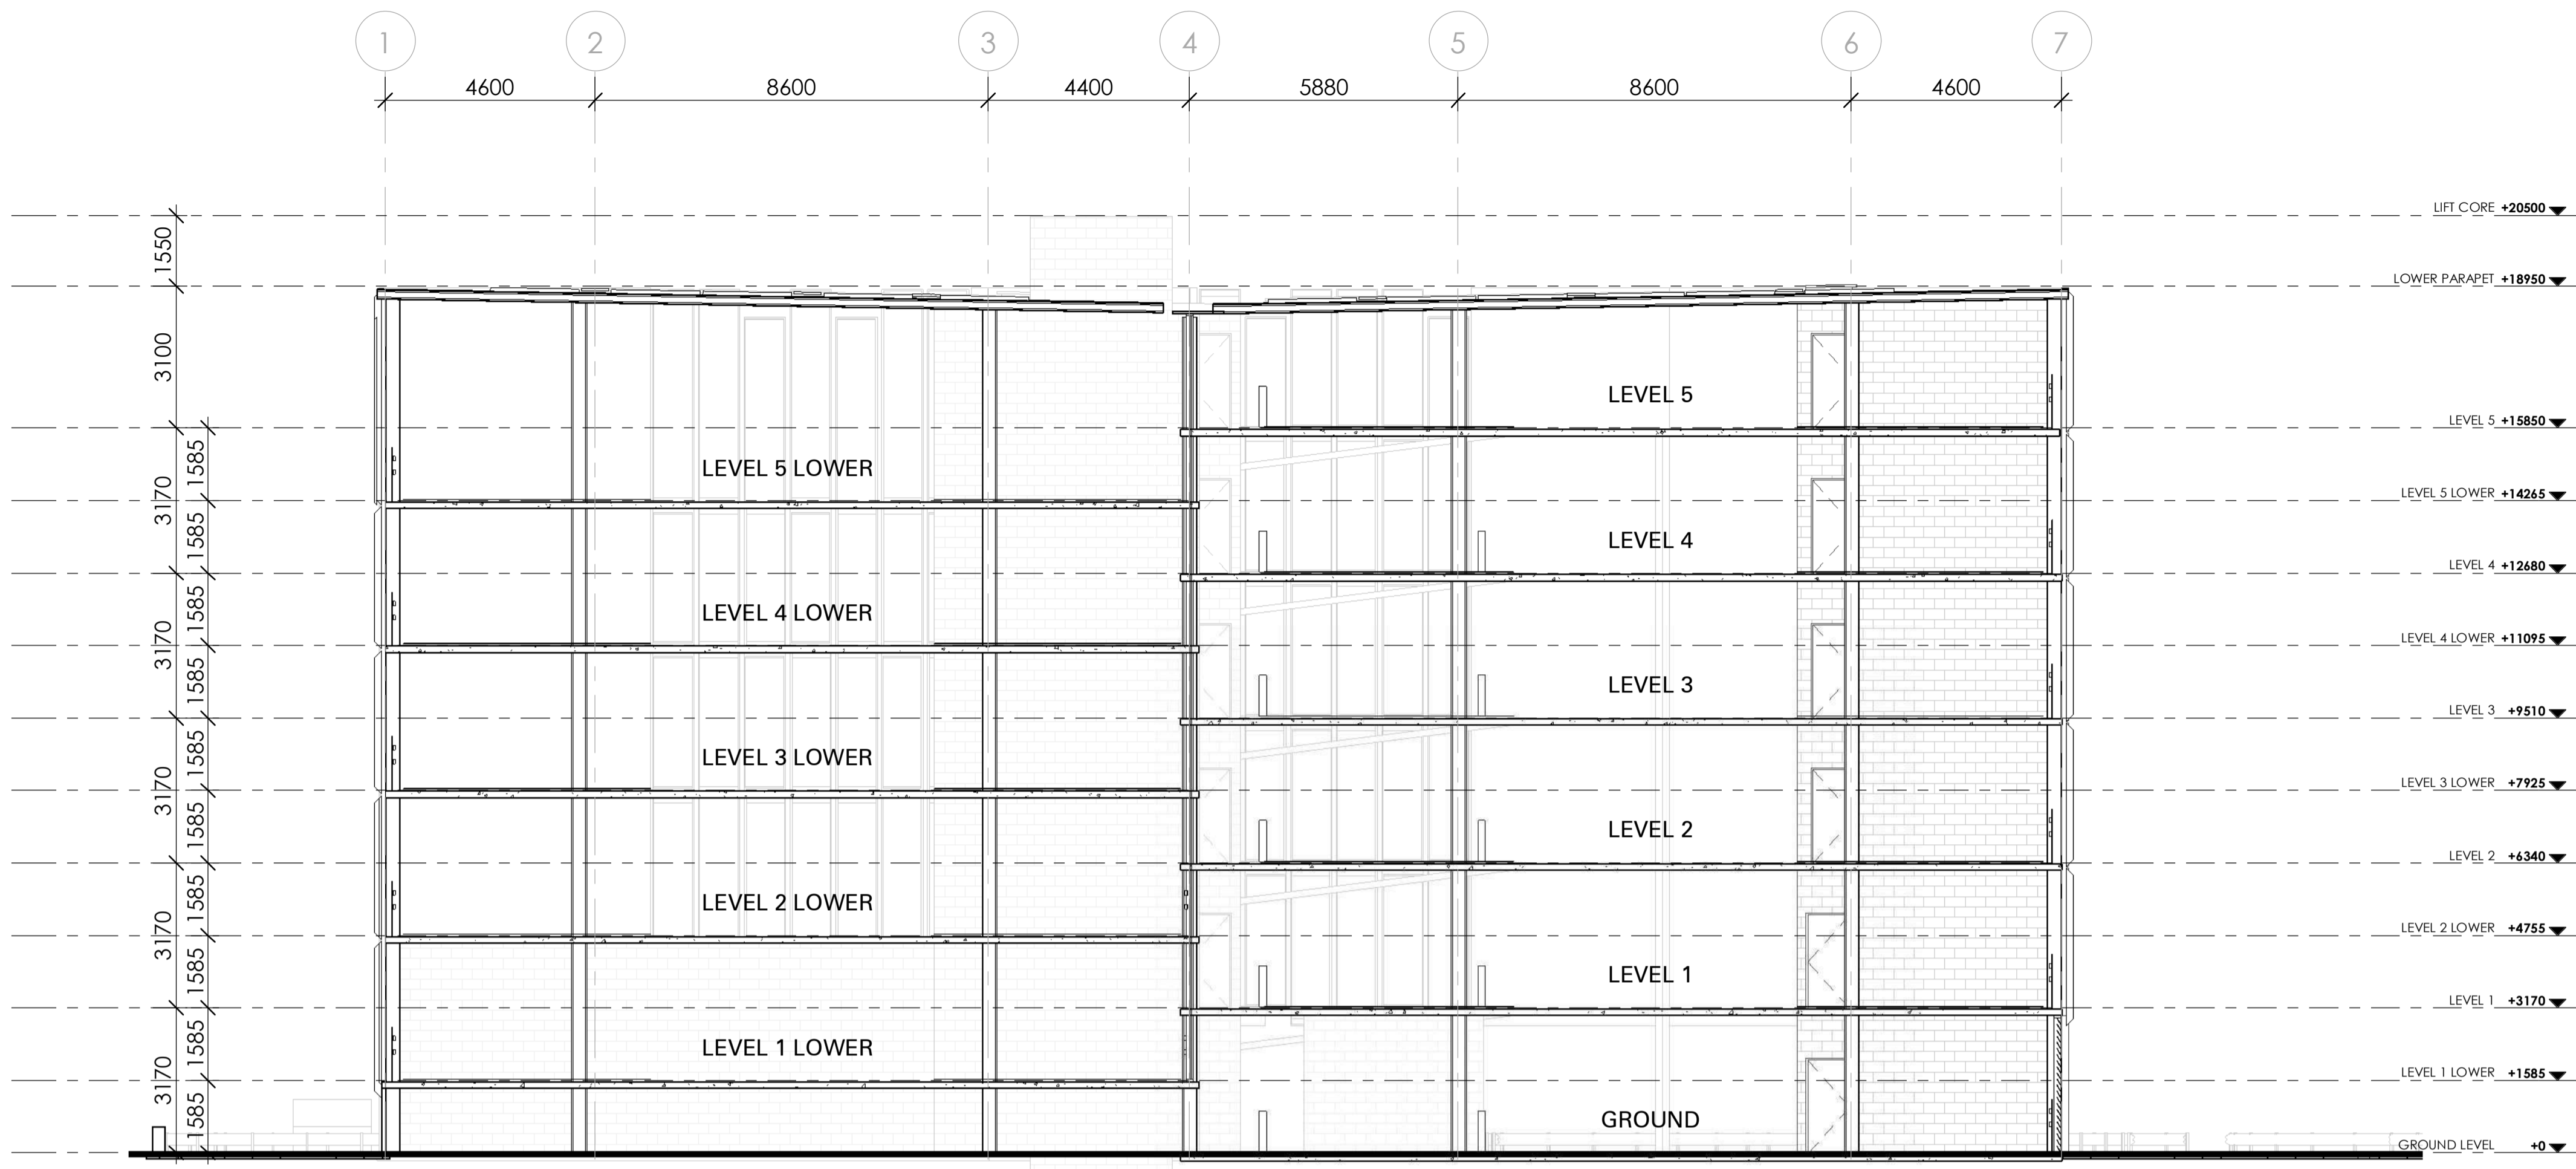 1 2 3 4 5 6 7
4600 8600 4400 5880 8600 4600
LIFT CORE +20500
1550
LOWER PARAPET +18950
3100
LEVEL 5
LEVEL 5 +15850
1585
LEVEL 5 LOWER
LEVEL 5 LOWER +14265
3170
1585
LEVEL 4
LEVEL 4 +12680
1585
LEVEL 4 LOWER
LEVEL 4 LOWER +11095
3170
1585
LEVEL 3
LEVEL 3 +9510
1585
LEVEL 3 LOWER
LEVEL 3 LOWER +7925
3170
1585
LEVEL 2
LEVEL 2 +6340
1585
LEVEL 2 LOWER
LEVEL 2 LOWER +4755
3170
1585
LEVEL 1
LEVEL 1 +3170
1585
LEVEL 1 LOWER
LEVEL 1 LOWER +1585
3170
1585
GROUND
GROUND LEVEL +0